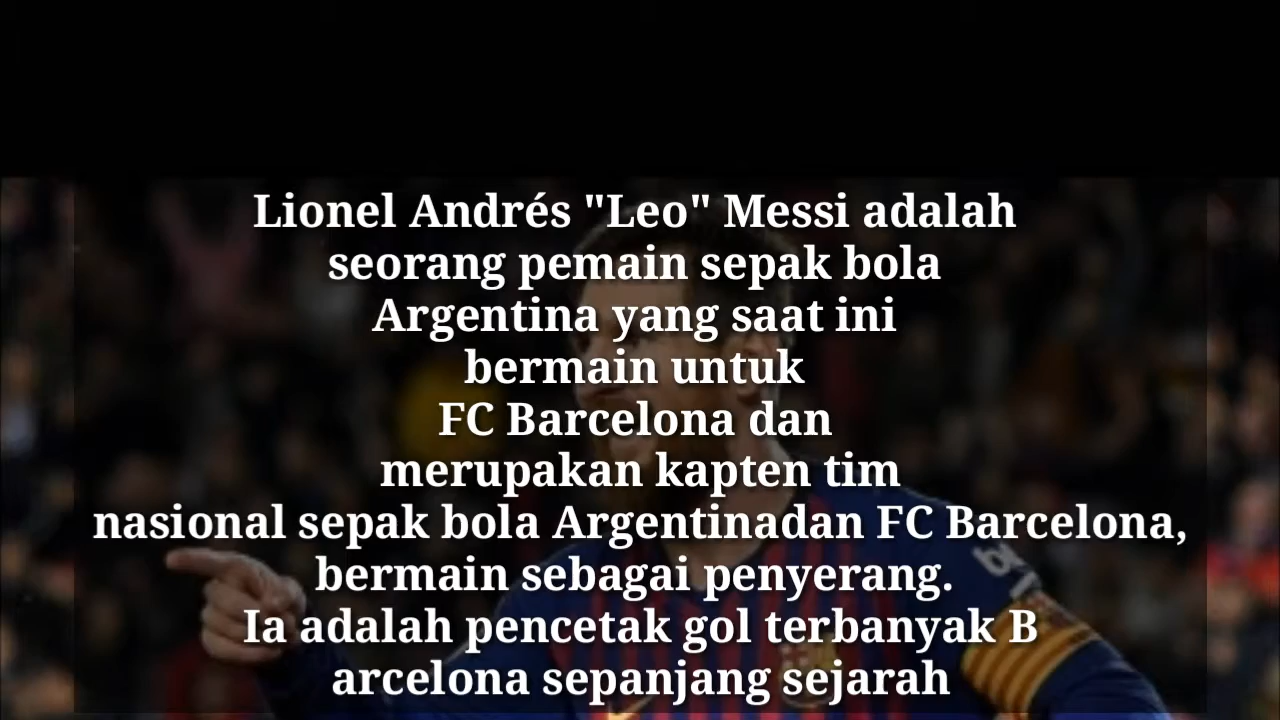 Lionel Andrés "Leo" Messi adalah
seorang pemain sepak bola
Argentina yang saat ini
bermain untuk
FC Barcelona dan
merupakan kapten tim
nasional sepak bola Argentinadan FC Barcelona,
bermain sebagai penyerang.
Ia adalah pencetak gol terbanyak B
arcelona sepanjang sejarah